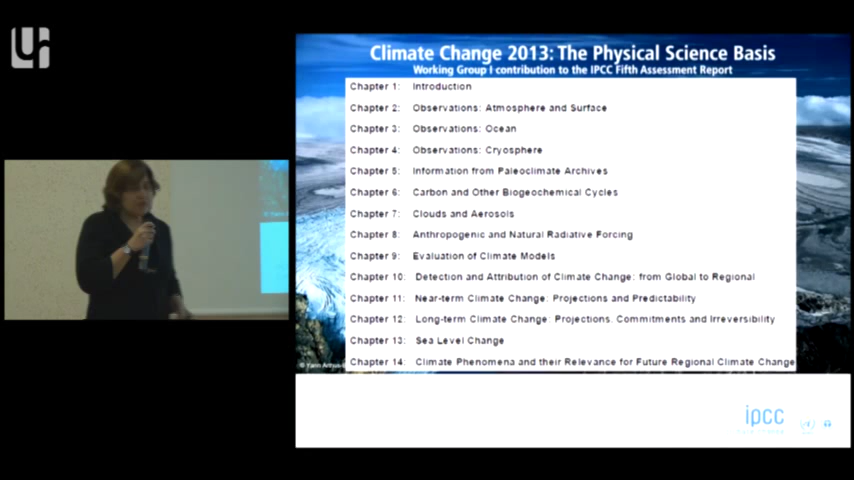 Climate Change 2013: The Physical Science Basis
Working Group I contribution to the IPCC Fifth Assessment Report
Chapter 1: Introduction
Chapter 2: Observations: Atmosphere and Surface
Chapter 3: Observations: Ocean
Chapter 4: Observations: Cryosphere
Chapter 5: Information from Paleoclimate Archives
Chapter 6: Carbon and Other Biogeochemical Cycles
Chapter 7: Clouds and Aerosols
Chapter 8: Anthropogenic and Natural Radiative Forcing
Chapter 9: Evaluation of Climate Models
Chapter 10: Detection and Attribution of Climate Change: from Global to Regional
Chapter 11: Near-term Climate Change: Projections and Predictability
Chapter 12: Long-term Climate Change: Projections, Commitments and Irreversibility
Chapter 13: Sea Level Change
Chapter 14: Climate Phenomena and their Relevance for Future Regional Climate Change
© Yann
ipcc